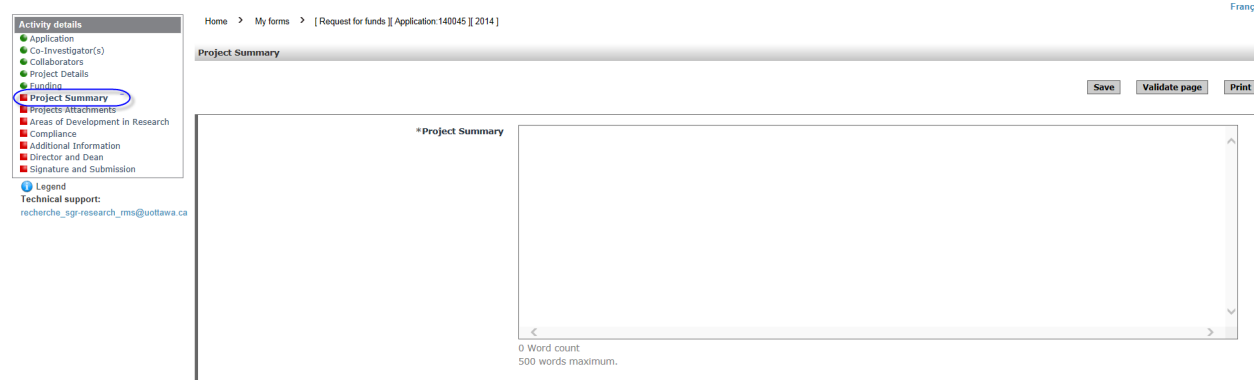 Franç
Home > My forms > [ Request for funds ][ Application:140045 ][ 2014 ]
Activity details
Application
Co-Investigator(s)
Collaborators
Project Details
Funding
Project Summary
Projects Attachments
Areas of Development in Research
Compliance
Additional Information
Director and Dean
Signature and Submission
Legend
Technical support:
recherche_sgr-research_rms@uottawa.ca
Project Summary
Save Validate page Print
*Project Summary
0 Word count
500 words maximum.